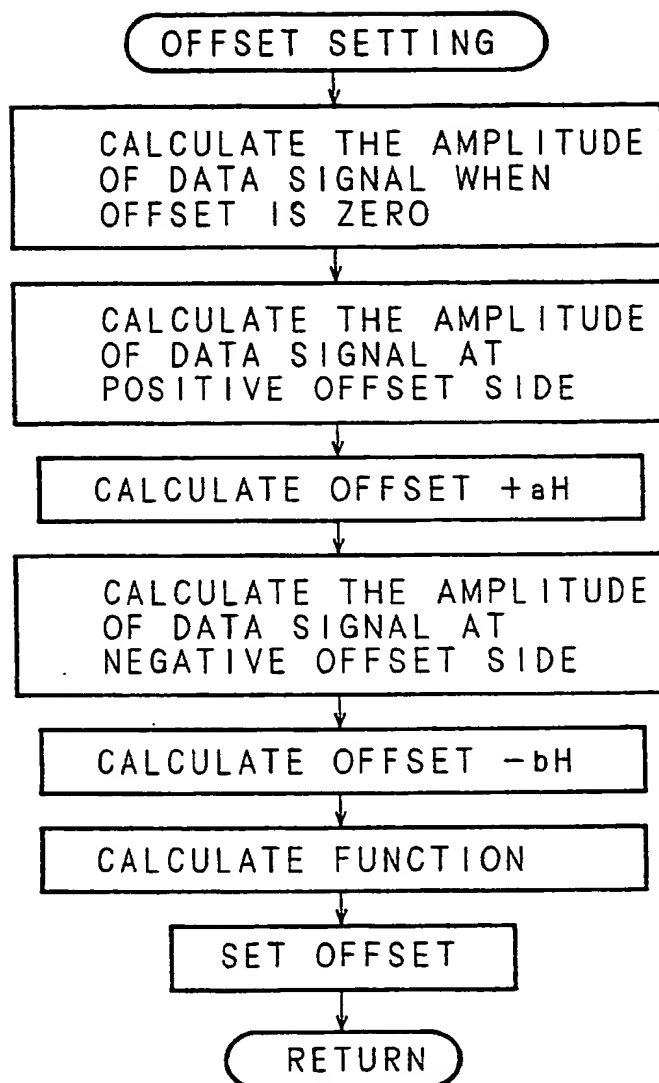 OFFSET SETTING
CALCULATE THE AMPLITUDE
OF DATA SIGNAL WHEN
OFFSET IS ZERO
CALCULATE THE AMPLITUDE
OF DATA SIGNAL AT
POSITIVE OFFSET SIDE
CALCULATE OFFSET +aH
CALCULATE THE AMPLITUDE
OF DATA SIGNAL AT
NEGATIVE OFFSET SIDE
CALCULATE OFFSET -bH
CALCULATE FUNCTION
SET OFFSET
RETURN